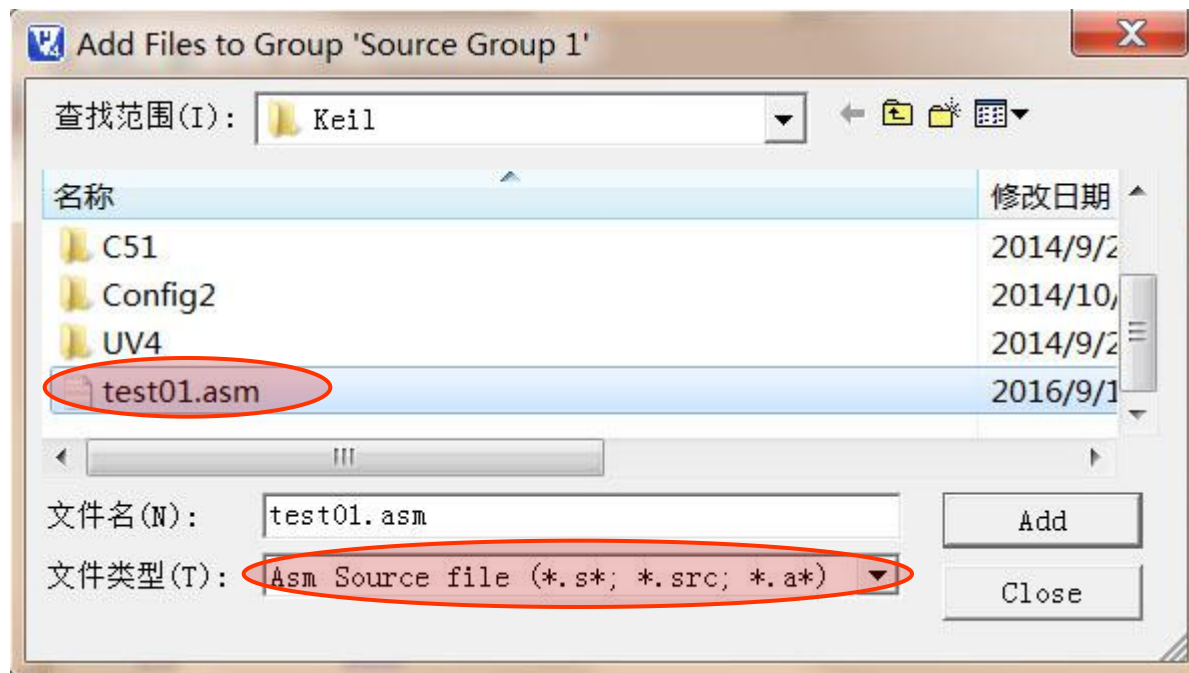 Add Files to Group 'Source Group 1'
查找范围(I): Keil
名称 修改日期
C51 2014/9/2
Config2 2014/10/
UV4 2014/9/2
test01.asm 2016/9/1
文件名(N): test01.asm Add
文件类型(T): Asm Source file (*.s*; *.src; *.a*) Close